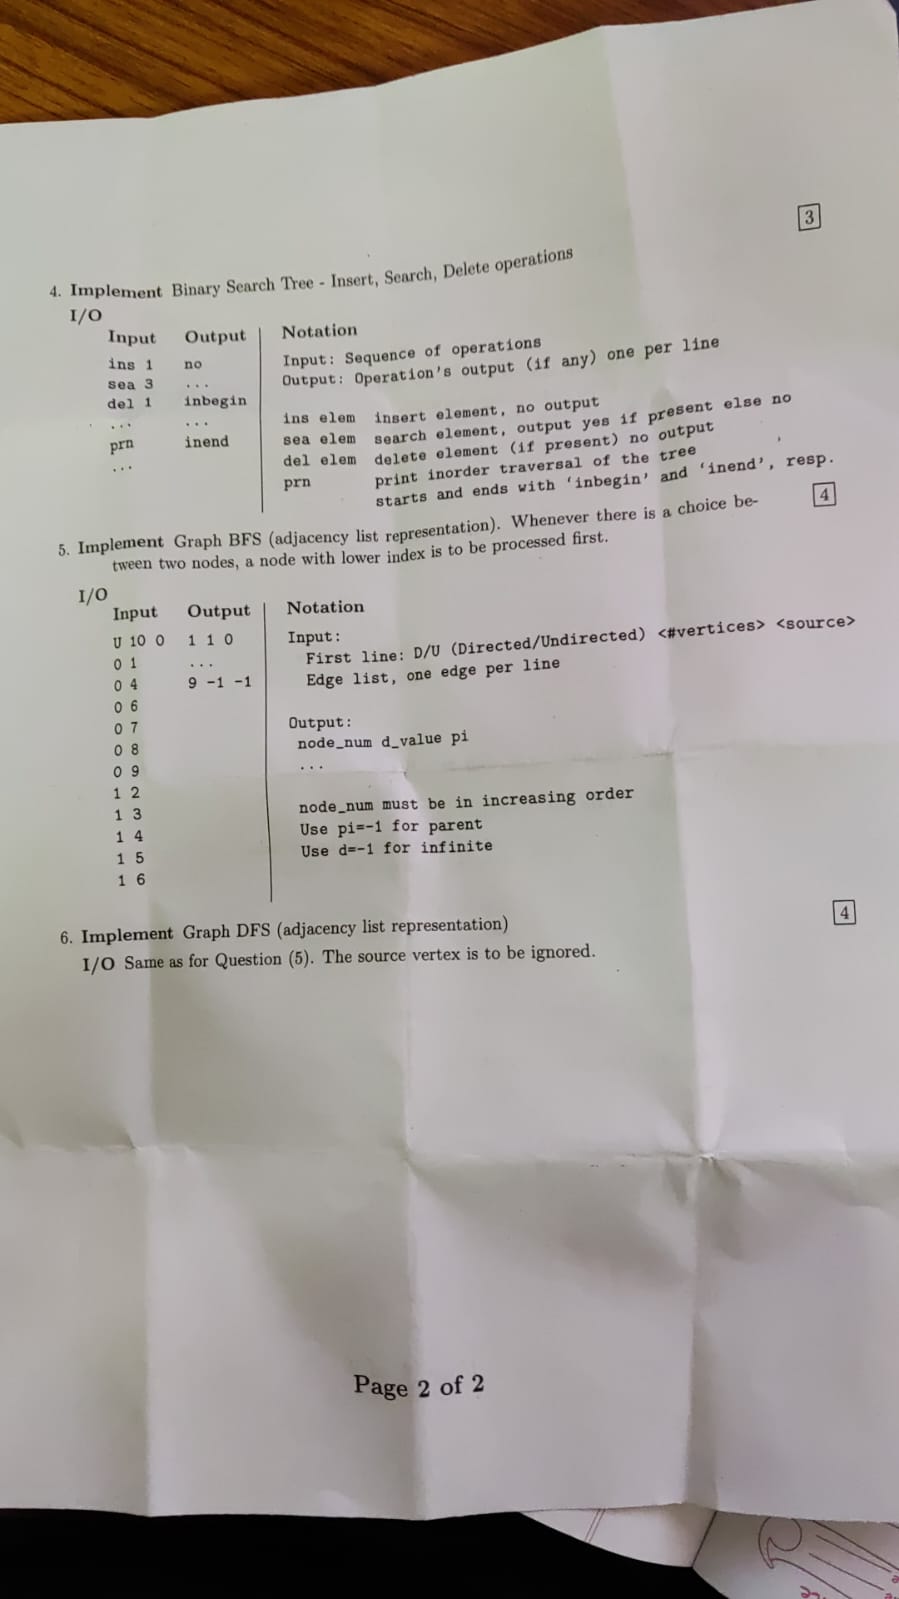 3
4. Implement Binary Search Tree - Insert, Search, Delete operations
I/O
Input Output Notation
ins 1 no Input: Sequence of operations
sea 3 ... Output: Operation's output (if any) one per line
del 1 inbegin
... ... ins elem insert element, no output
prn inend sea elem search element, output yes if present else no
... del elem delete element (if present) no output
prn print inorder traversal of the tree
starts and ends with 'inbegin' and 'inend', resp.
4
5. Implement Graph BFS (adjacency list representation). Whenever there is a choice be-
tween two nodes, a node with lower index is to be processed first.
I/O
Input Output Notation
U 10 0 1 1 0 Input:
0 1 ... First line: D/U (Directed/Undirected) <#vertices> <source>
0 4 9 -1 -1 Edge list, one edge per line
0 6
0 7 Output:
0 8 node_num d_value pi
0 9 ...
1 2
1 3 node_num must be in increasing order
1 4 Use pi=-1 for parent
1 5 Use d=-1 for infinite
1 6
4
6. Implement Graph DFS (adjacency list representation)
I/O Same as for Question (5). The source vertex is to be ignored.
Page 2 of 2